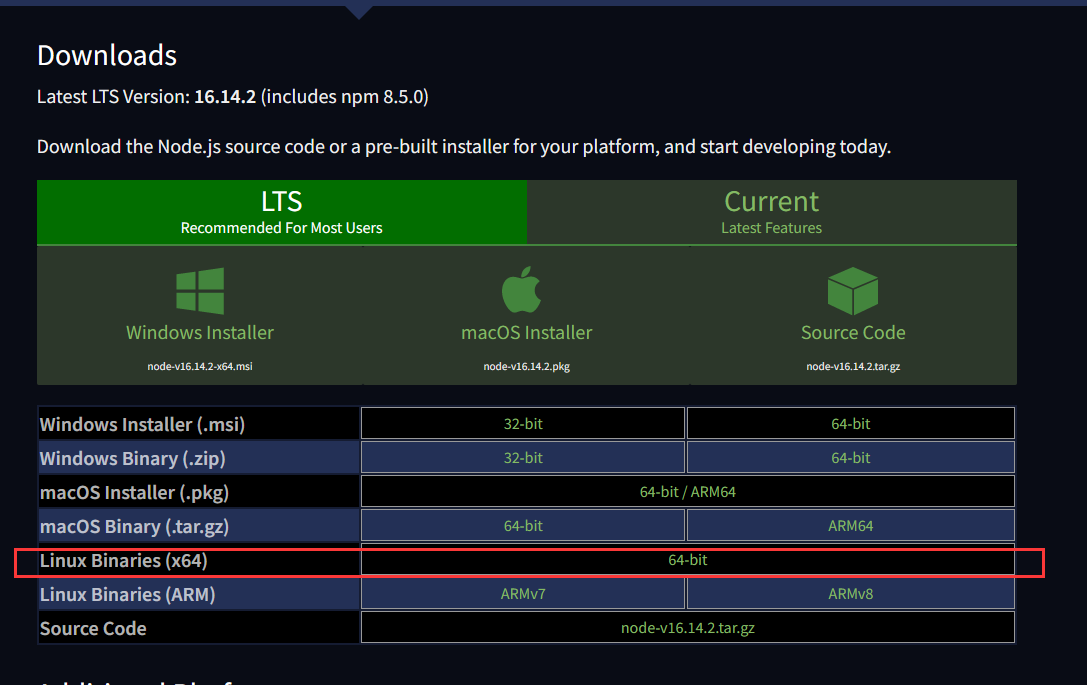 Downloads
Latest LTS Version: 16.14.2 (includes npm 8.5.0)
Download the Node.js source code or a pre-built installer for your platform, and start developing today.
LTS
Recommended For Most Users
Current
Latest Features
Windows Installer
node-v16.14.2-x64.msi
macOS Installer
node-v16.14.2.pkg
Source Code
node-v16.14.2.tar.gz
Windows Installer (.msi) 32-bit 64-bit
Windows Binary (.zip) 32-bit 64-bit
macOS Installer (.pkg) 64-bit / ARM64
macOS Binary (.tar.gz) 64-bit ARM64
Linux Binaries (x64) 64-bit
Linux Binaries (ARM) ARMv7 ARMv8
Source Code node-v16.14.2.tar.gz